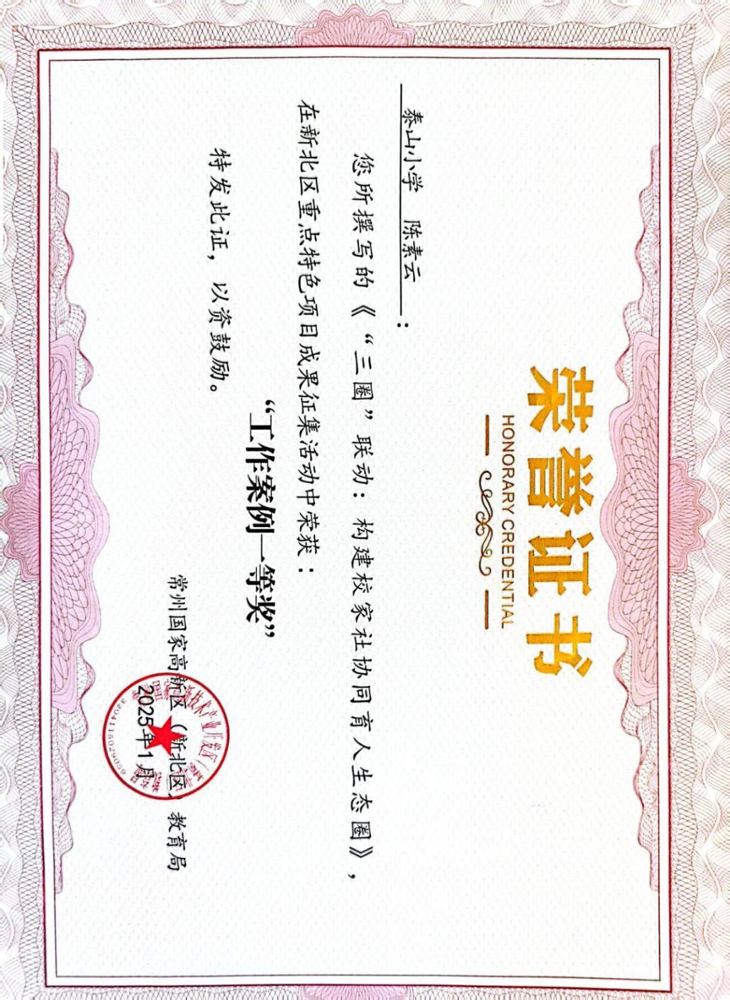 荣誉证书
HONORARY CREDENTIAL
泰山小学 陈素云:
您所撰写的《“三圈”联动:构建校家社协同育人生态圈》,
在新北区重点特色项目成果征集活动中荣获:
“工作案例一等奖”
特发此证,以资鼓励。
常州国家高新区(新北区)教育局
2025年1月